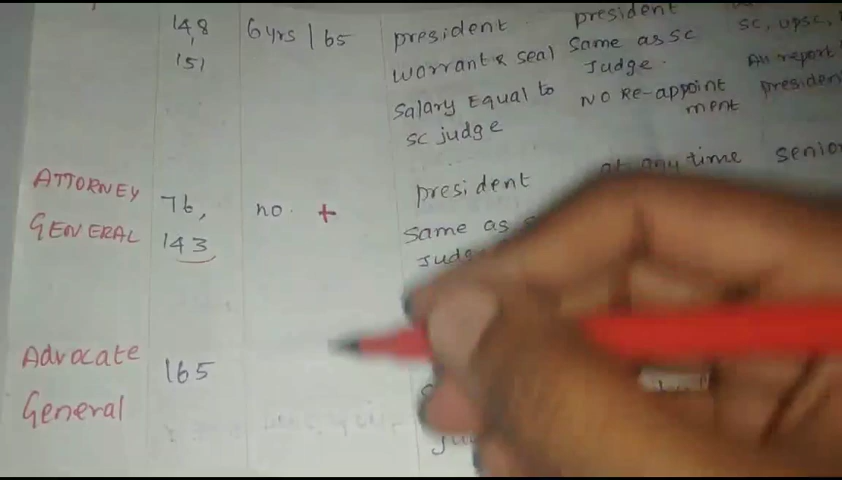 148 6yrs / 65 president president
, SC, UPSC,
151 warrant & seal Same as SC All report
Judge. president
Salary Equal to NO Re-appoint
SC judge ment
ATTORNEY 76, no. + president at any time senior
GENERAL 143 Same as
Judge
Advocate 165
General